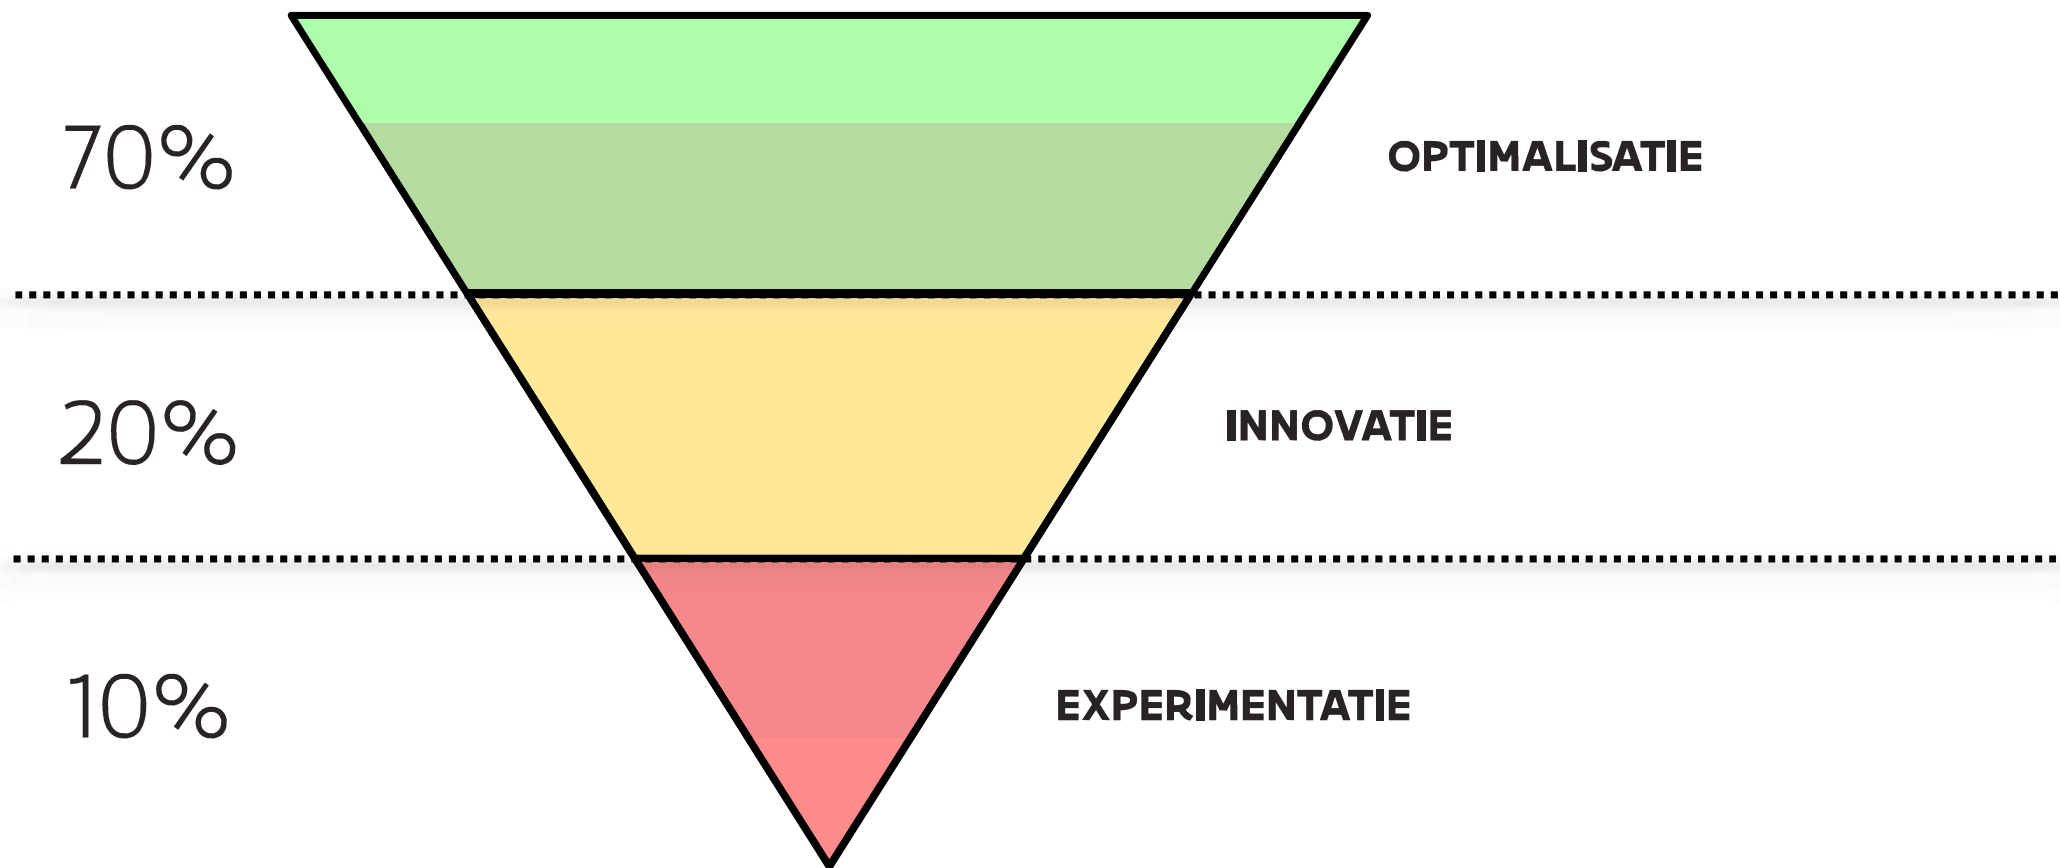 70%
OPTIMALISATIE
20%
INNOVATIE
10%
EXPERIMENTATIE